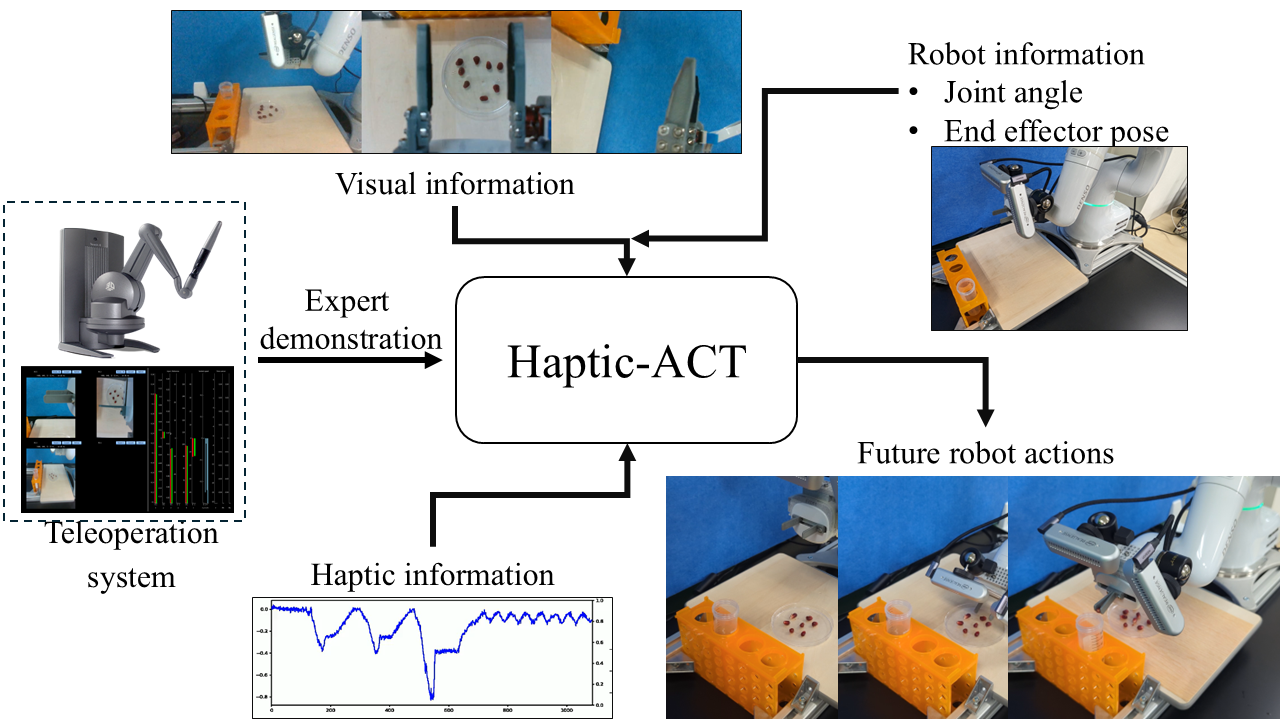 Robot information
• Joint angle
• End effector pose
Visual information
DENSO
Expert
demonstration
Haptic-ACT
Teleoperation
system
Future robot actions
Haptic information
0.0
−0.2
−0.4
−0.6
−0.8
1.0
0.8
0.6
0.4
0.2
0.0
0
200
400
600
800
1000